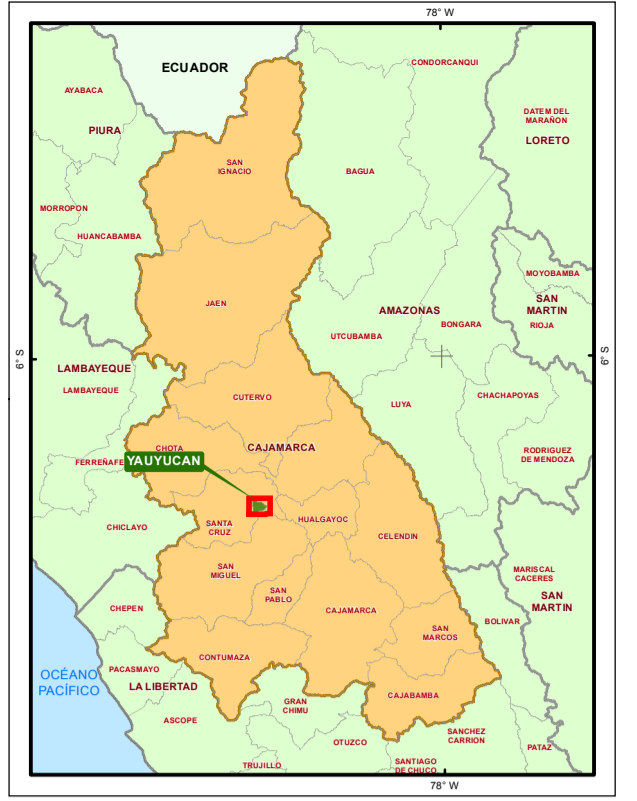 78° W
ECUADOR
CONDORCANQUI
AYABACA
DATEM DEL
MARAÑON
PIURA
LORETO
SAN
IGNACIO
BAGUA
MORROPON
HUANCABAMBA
MOYOBAMBA
SAN
MARTIN
JAEN
AMAZONAS
BONGARA
RIOJA
UTCUBAMBA
6° S
6° S
LAMBAYEQUE
LAMBAYEQUE
CUTERVO
CHACHAPOYAS
LUYA
CHOTA
CAJAMARCA
RODRIGUEZ
DE MENDOZA
FERREÑAFE
YAUYUCAN
CHICLAYO
SANTA
CRUZ
HUALGAYOC
CELENDIN
SAN
MIGUEL
MARISCAL
CACERES
SAN
MARTIN
SAN
PABLO
CHEPEN
CAJAMARCA
BOLIVAR
SAN
MARCOS
CONTUMAZA
PACASMAYO
OCÉANO
PACÍFICO
LA LIBERTAD
CAJABAMBA
GRAN
CHIMU
ASCOPE
SANCHEZ
CARRION
OTUZCO
PATAZ
TRUJILLO
SANTIAGO
DE CHUCO
78° W